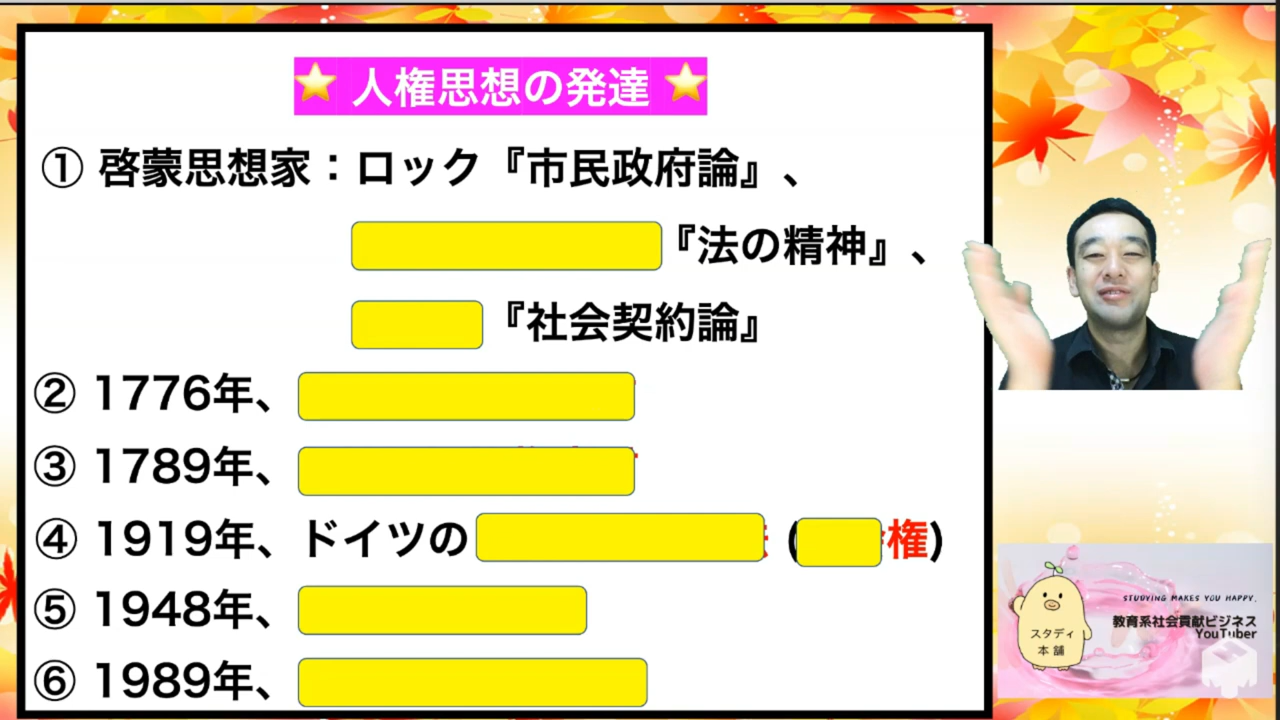 人権思想の発達
① 啓蒙思想家：ロック『市民政府論』、
『法の精神』、
『社会契約論』
② 1776年、
③ 1789年、
④ 1919年、ドイツの ( 権)
⑤ 1948年、
⑥ 1989年、
STUDYING MAKES YOU HAPPY.
教育系社会貢献ビジネス
YouTuber
スタディ
本舗